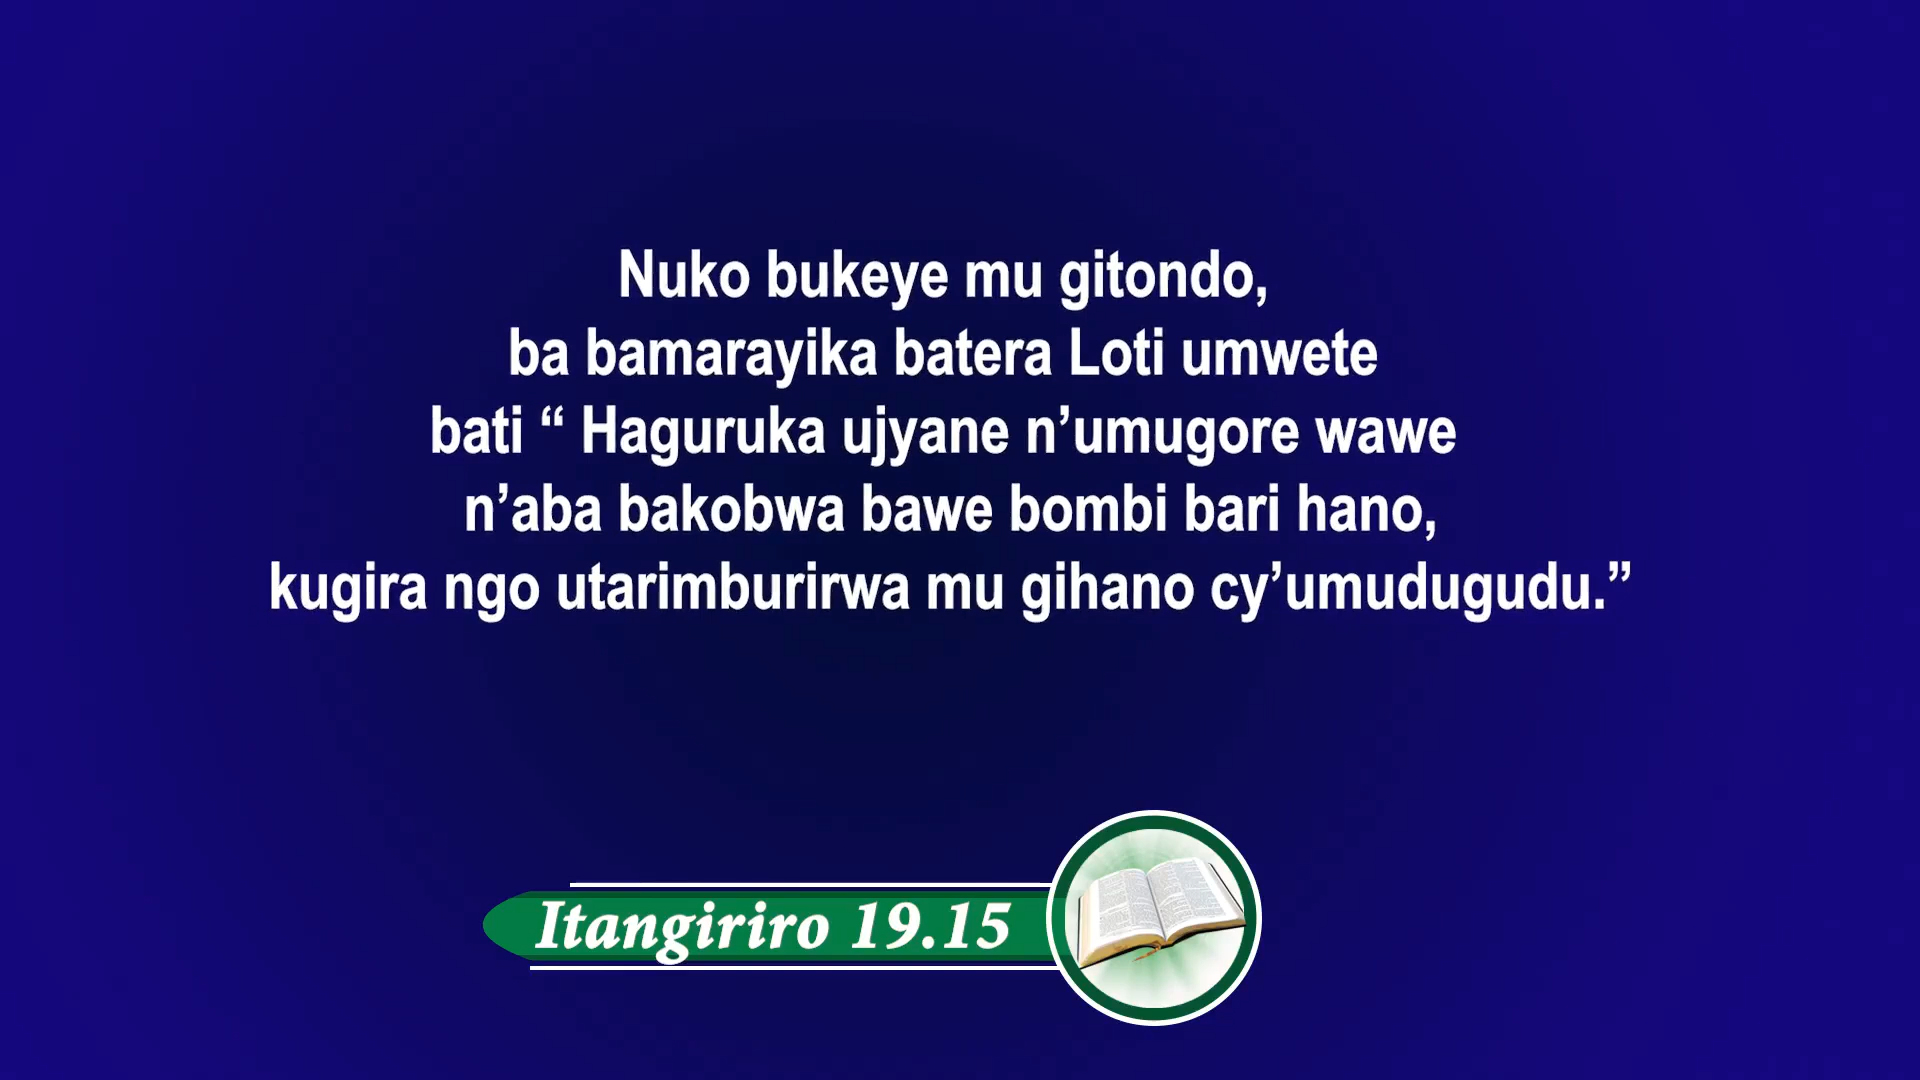 Nuko bukeye mu gitondo,
ba bamarayika batera Loti umwete
bati “ Haguruka ujyane n’umugore wawe
n’aba bakobwa bawe bombi bari hano,
kugira ngo utarimburirwa mu gihano cy’umudugudu.”
Itangiriro 19.15